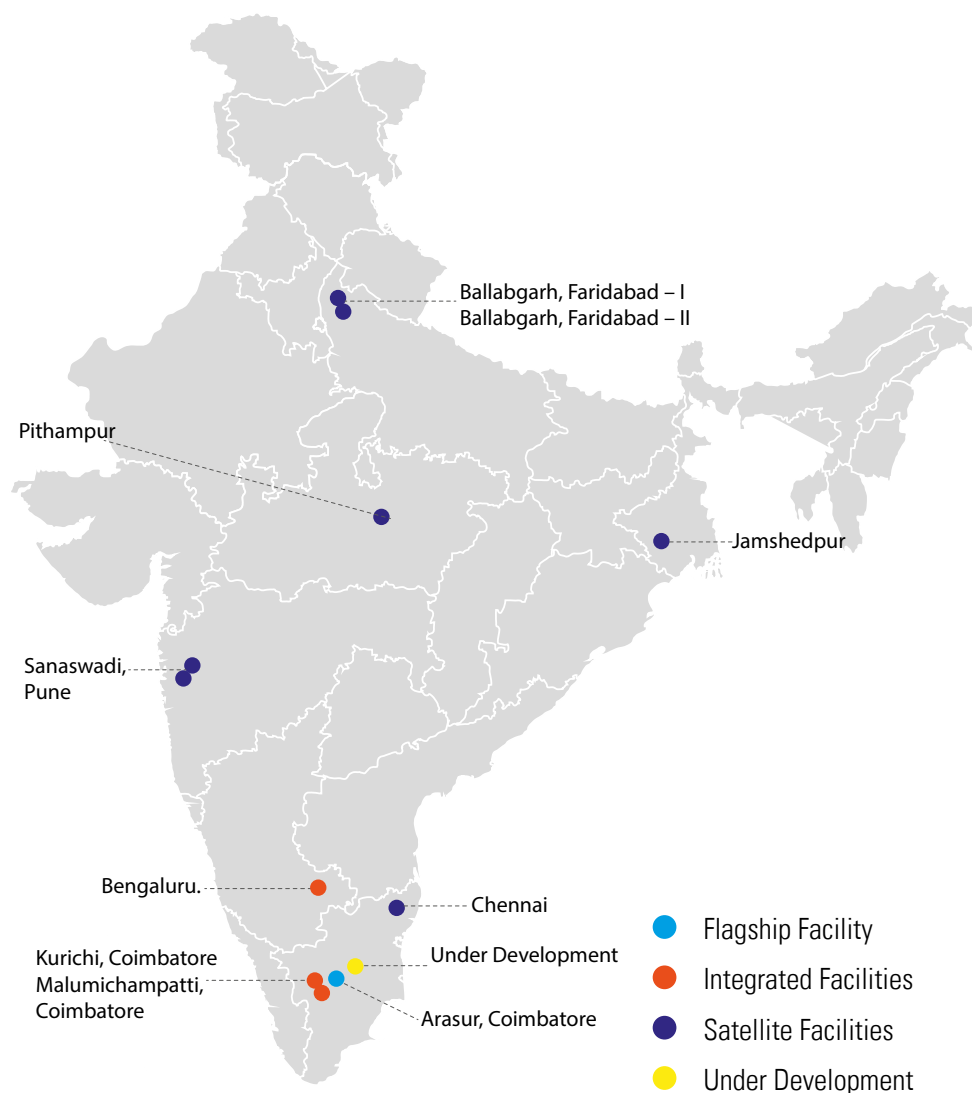 Ballabgarh, Faridabad – I
Ballabgarh, Faridabad – II
Pithampur
Jamshedpur
Sanaswadi,
Pune
Bengaluru.
Chennai
Kurichi, Coimbatore
Malumichampatti,
Coimbatore
Under Development
Arasur, Coimbatore
Flagship Facility
Integrated Facilities
Satellite Facilities
Under Development